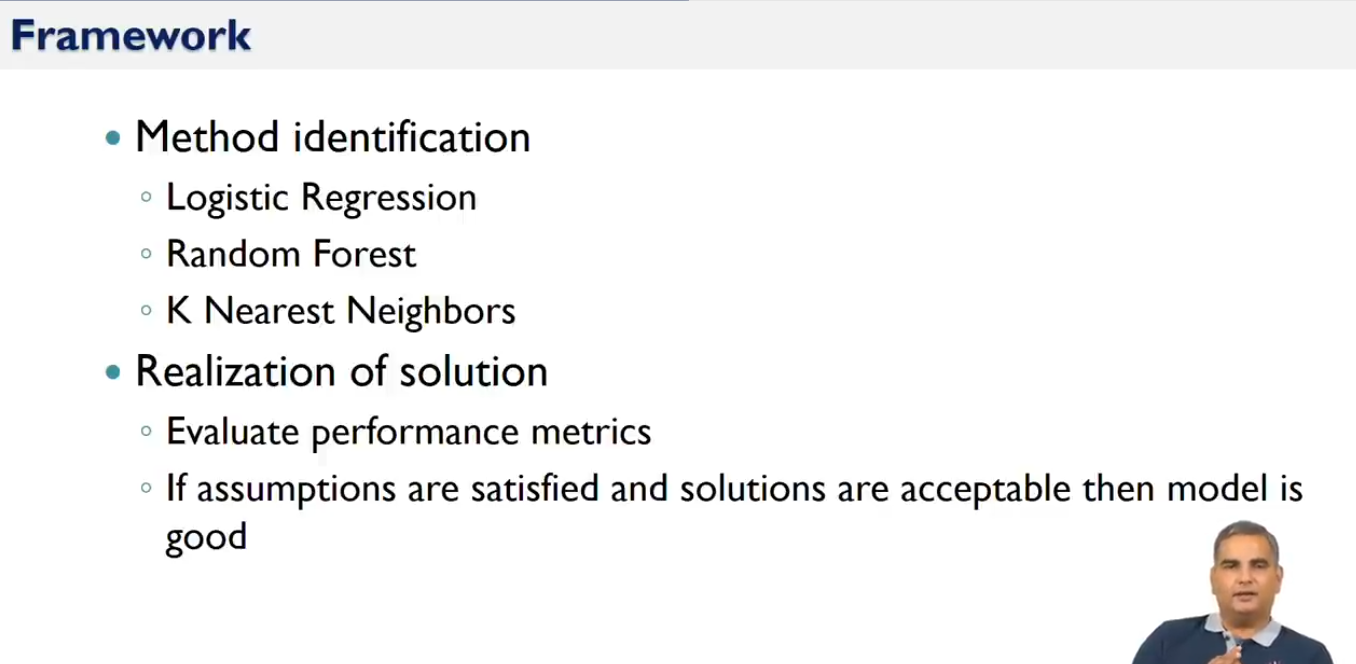 Framework
Method identification
Logistic Regression
Random Forest
K Nearest Neighbors
Realization of solution
Evaluate performance metrics
If assumptions are satisfied and solutions are acceptable then model is
good